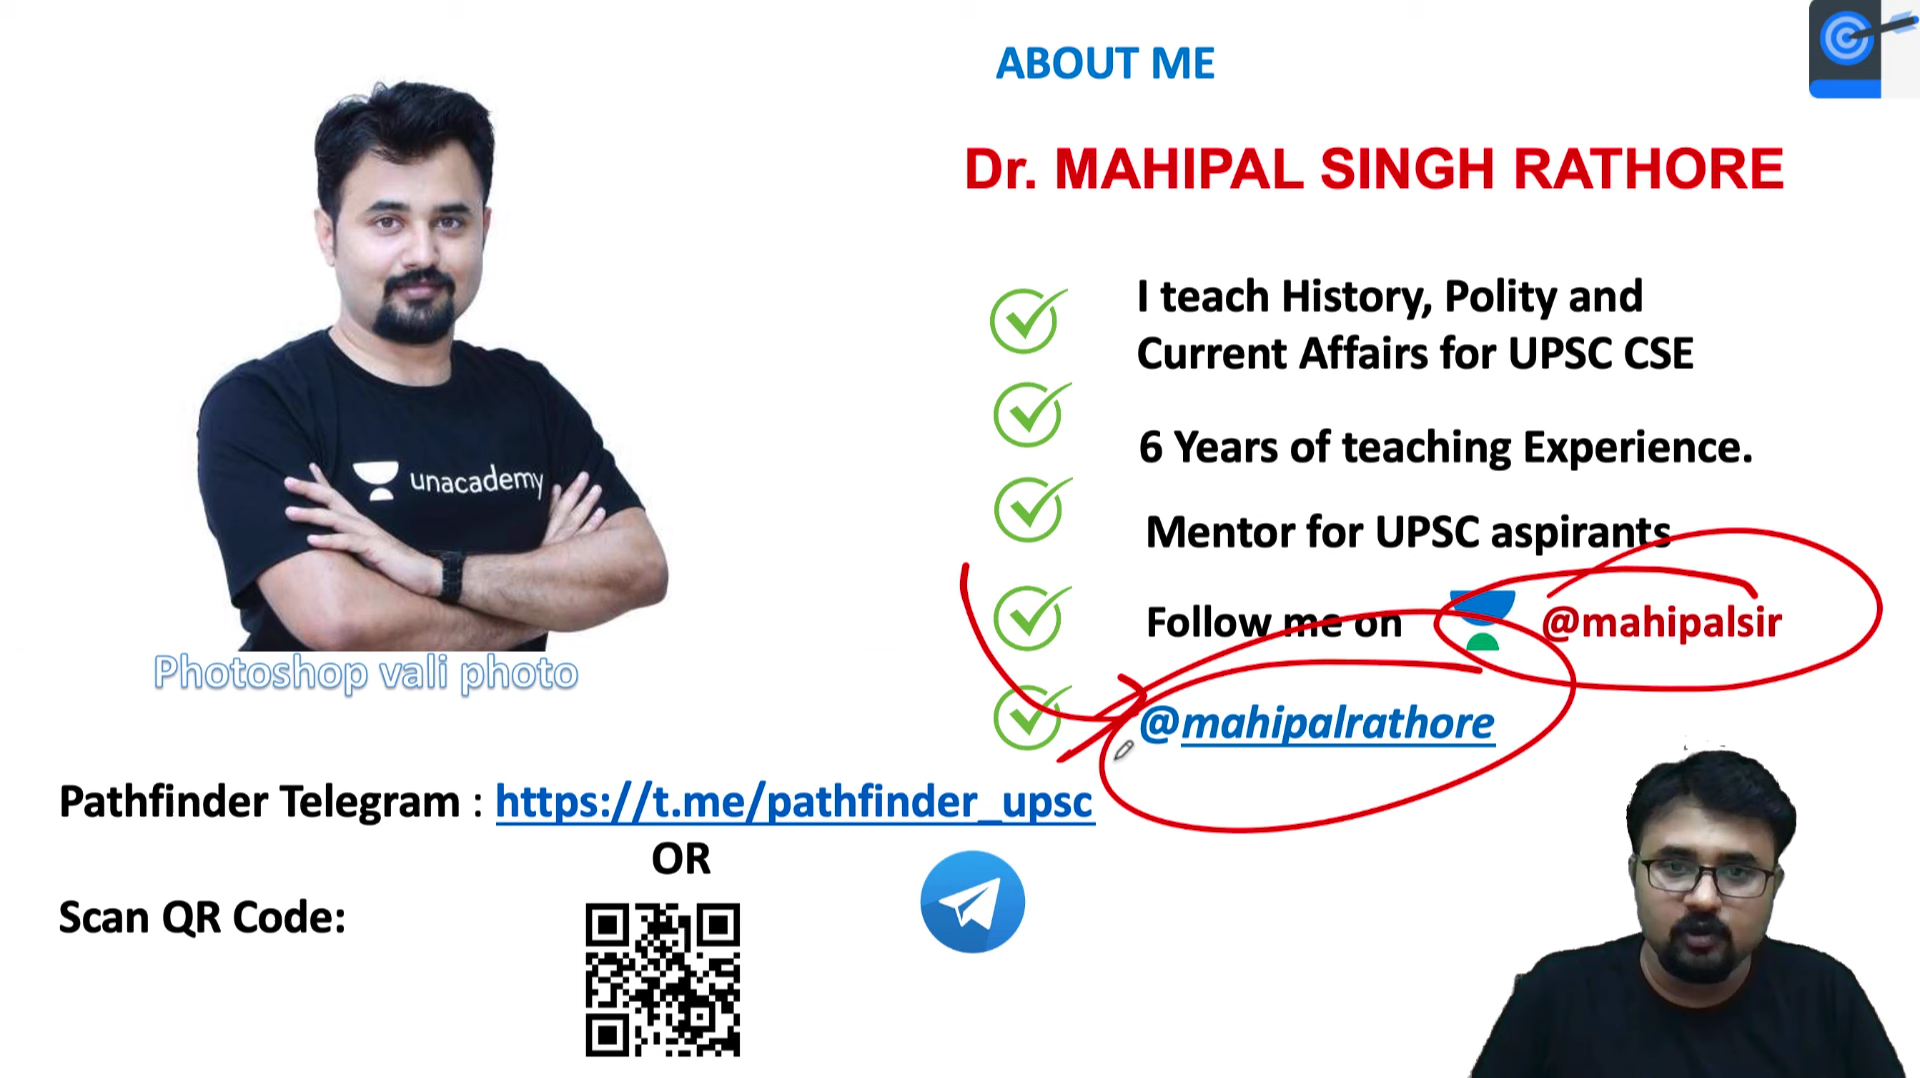 ABOUT ME
Dr. MAHIPAL SINGH RATHORE
I teach History, Polity and
Current Affairs for UPSC CSE
6 Years of teaching Experience.
Mentor for UPSC aspirants
Follow me on @mahipalsir
@mahipalrathore
unacademy
Photoshop vali photo
Pathfinder Telegram : https://t.me/pathfinder_upsc
OR
Scan QR Code: